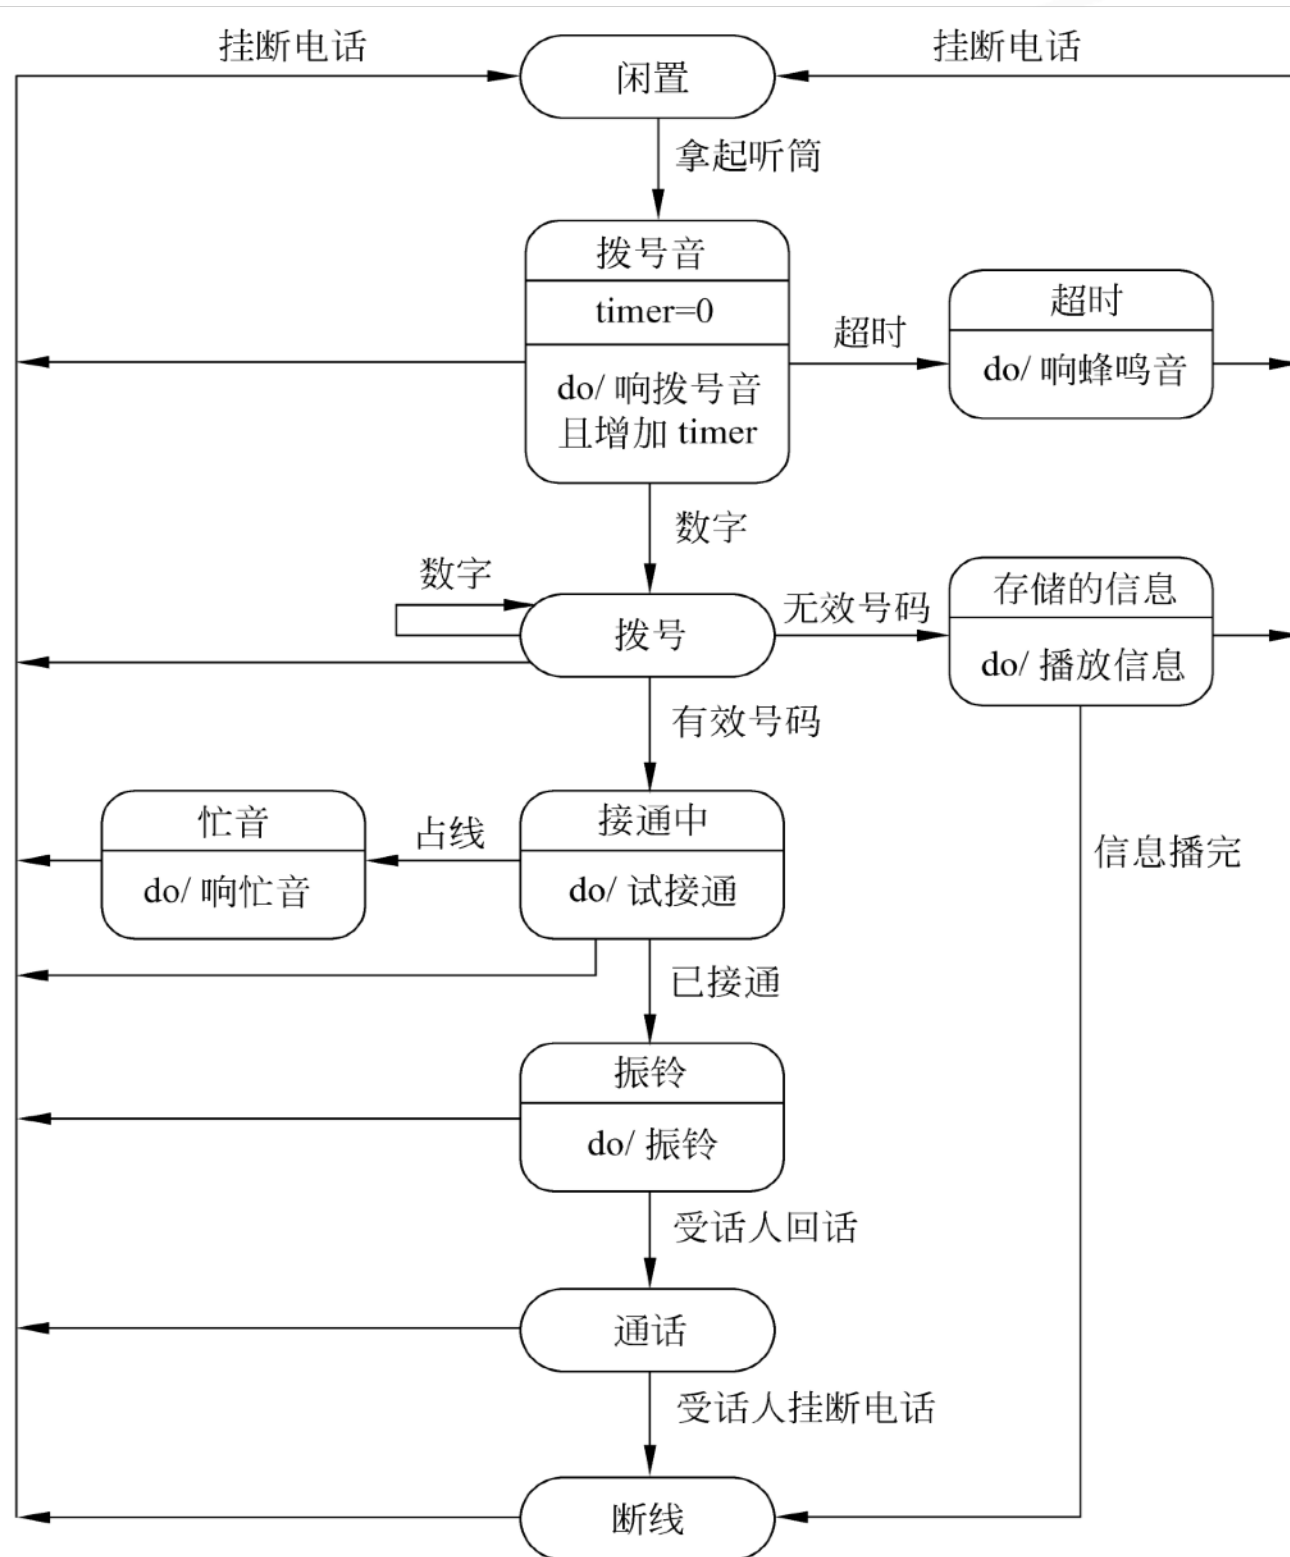 挂断电话
闲置
挂断电话
拿起听筒
拨号音
timer=0
do/ 响拨号音
且增加 timer
超时
超时
do/ 响蜂鸣音
数字
数字
拨号
无效号码
存储的信息
do/ 播放信息
有效号码
忙音
do/ 响忙音
占线
接通中
do/ 试接通
信息播完
已接通
振铃
do/ 振铃
受话人回话
通话
受话人挂断电话
断线